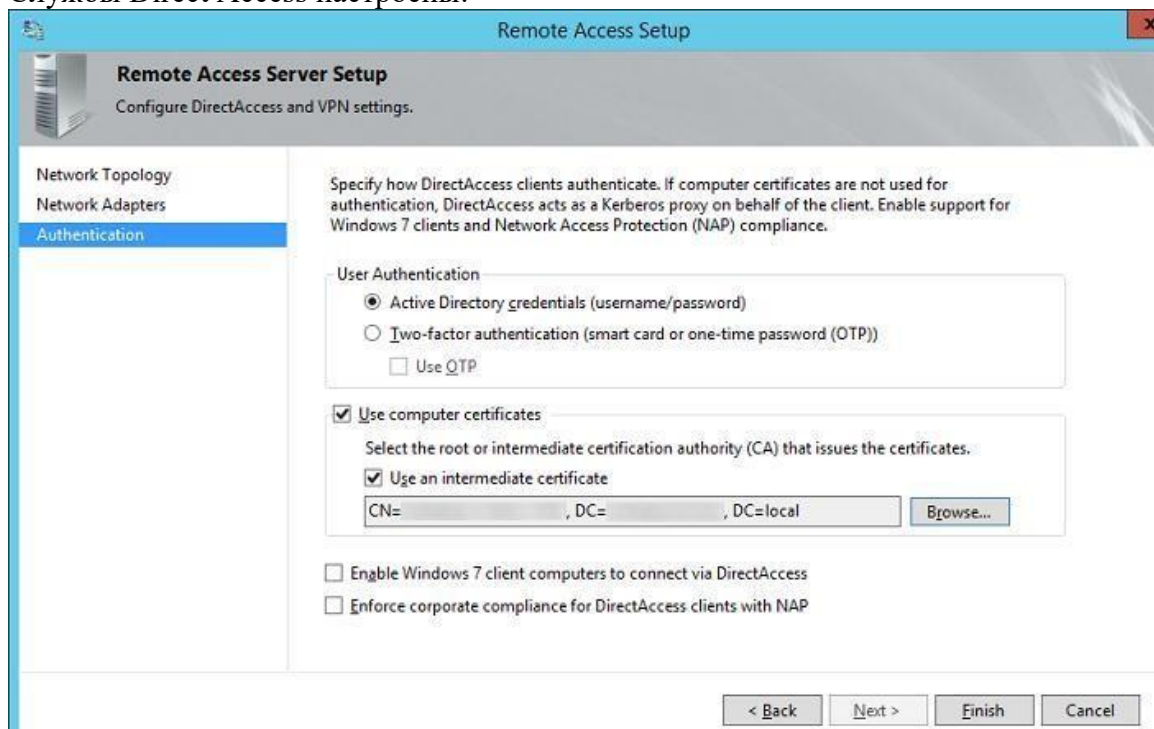 Службы Direct Access настроены.
Remote Access Setup
x
Remote Access Server Setup
Configure DirectAccess and VPN settings.
Network Topology
Network Adapters
Authentication
Specify how DirectAccess clients authenticate. If computer certificates are not used for
authentication, DirectAccess acts as a Kerberos proxy on behalf of the client. Enable support for
Windows 7 clients and Network Access Protection (NAP) compliance.
User Authentication
Active Directory credentials (username/password)
Two-factor authentication (smart card or one-time password (OTP))
Use OTP
Use computer certificates
Select the root or intermediate certification authority (CA) that issues the certificates.
Use an intermediate certificate
CN= , DC= , DC=local
Browse...
Enable Windows 7 client computers to connect via DirectAccess
Enforce corporate compliance for DirectAccess clients with NAP
< Back Next > Finish Cancel